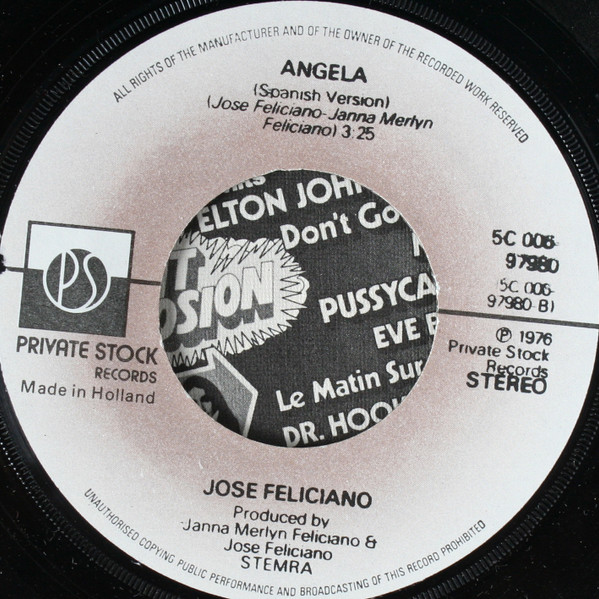 ALL RIGHTS OF THE MANUFACTURER AND OF THE OWNER OF THE RECORDED WORK RESERVED
ANGELA
(Spanish Version)
(Jose Feliciano-Janna Merlyn
Feliciano) 3:25
ELTON JOHN
Don't Go
PUSSYCA
EVE B
Le Matin Sur
DR. HOOK
OSION
5C 006
97980
5C 006-
97980-B)
PS
PRIVATE STOCK
RECORDS
Made in Holland
℗ 1976
Private Stock
Records
STEREO
JOSE FELICIANO
Produced by
Janna Merlyn Feliciano &
Jose Feliciano
STEMRA
UNAUTHORISED COPYING PUBLIC PERFORMANCE AND BROADCASTING OF THIS RECORD PROHIBITED